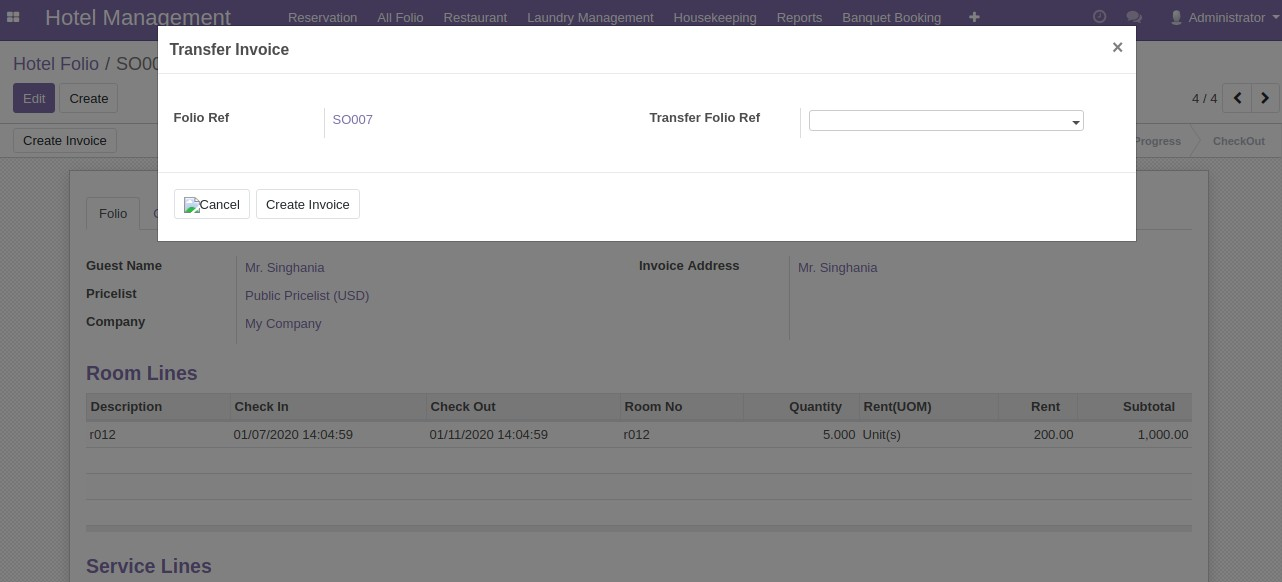 Hotel Management
Reservation All Folio Restaurant Laundry Management Housekeeping Reports Banquet Booking Administrator
Transfer Invoice ×
Hotel Folio / SO00
Edit Create 4 / 4
Folio Ref SO007 Transfer Folio Ref
Create Invoice Progress CheckOut
Cancel Create Invoice
Folio
Guest Name Mr. Singhania Invoice Address Mr. Singhania
Pricelist Public Pricelist (USD)
Company My Company
Room Lines
Description Check In Check Out Room No Quantity Rent(UOM) Rent Subtotal
r012 01/07/2020 14:04:59 01/11/2020 14:04:59 r012 5.000 Unit(s) 200.00 1,000.00
Service Lines